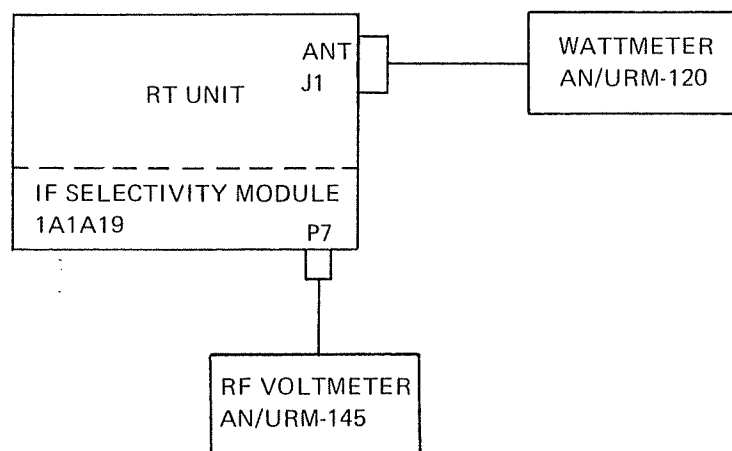 ANT
J1
RT UNIT
WATTMETER
AN/URM-120
IF SELECTIVITY MODULE
1A1A19
P7
RF VOLTMETER
AN/URM-145